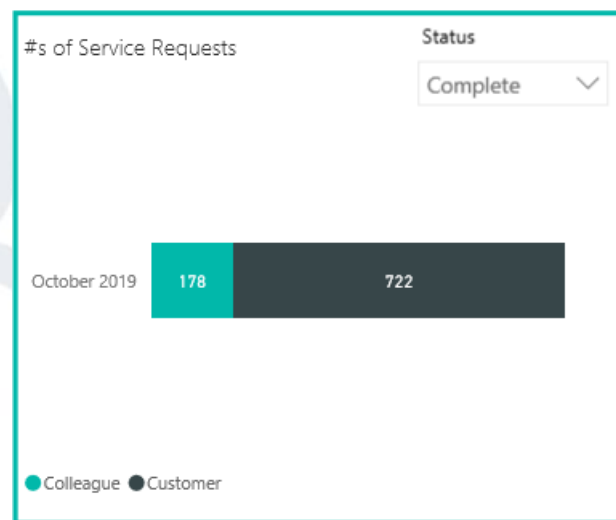 #s of Service Requests
Status
Complete
October 2019
178
722
Colleague
Customer